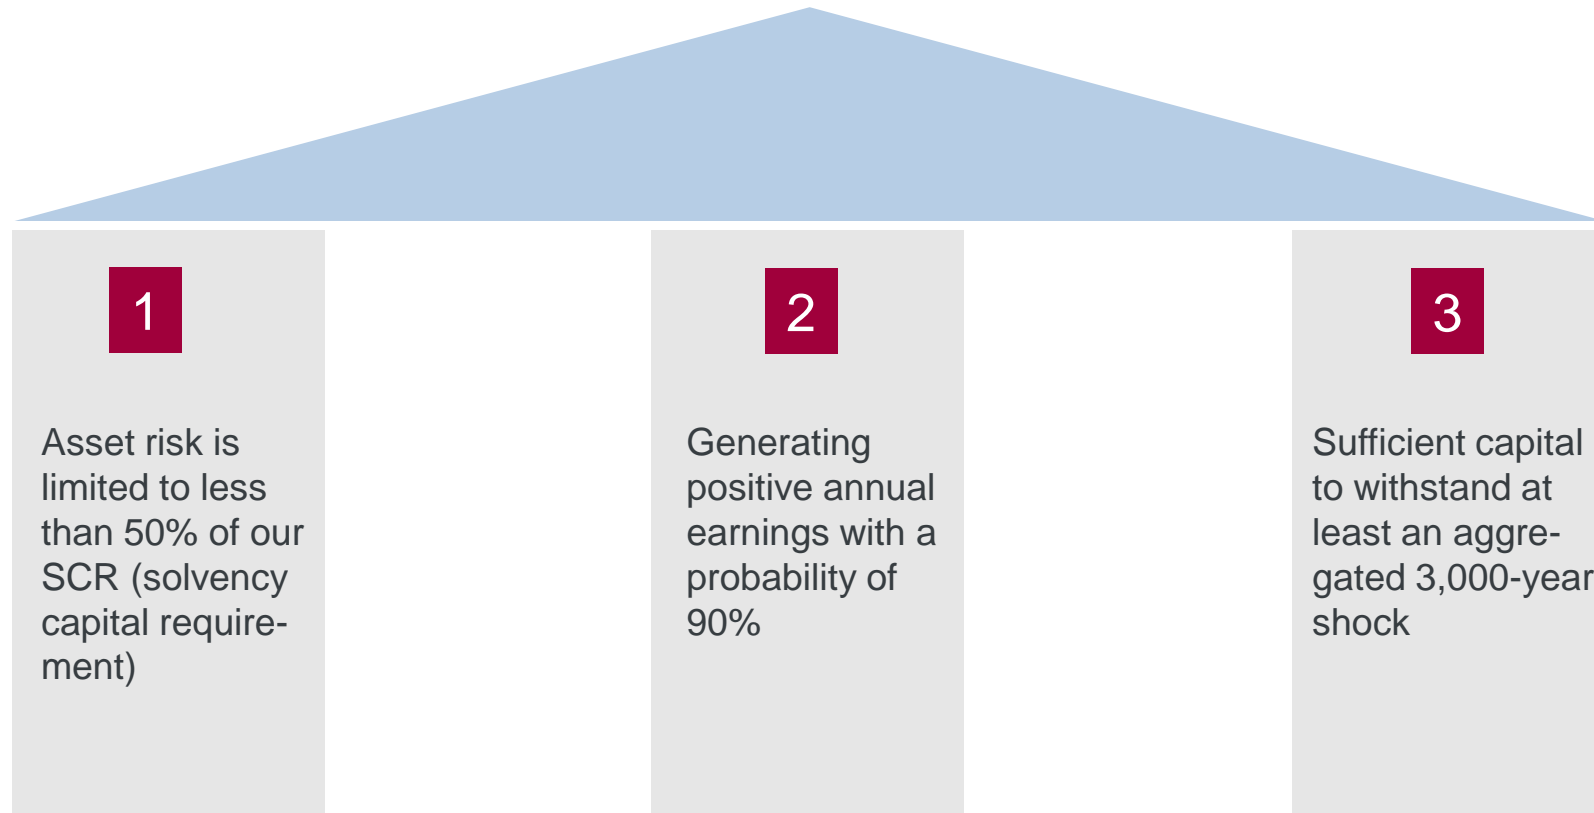 1
Asset risk is
limited to less
than 50% of our
SCR (solvency
capital require-
ment)
2
Generating
positive annual
earnings with a
probability of
90%
3
Sufficient capital
to withstand at
least an aggre-
gated 3,000-year
shock